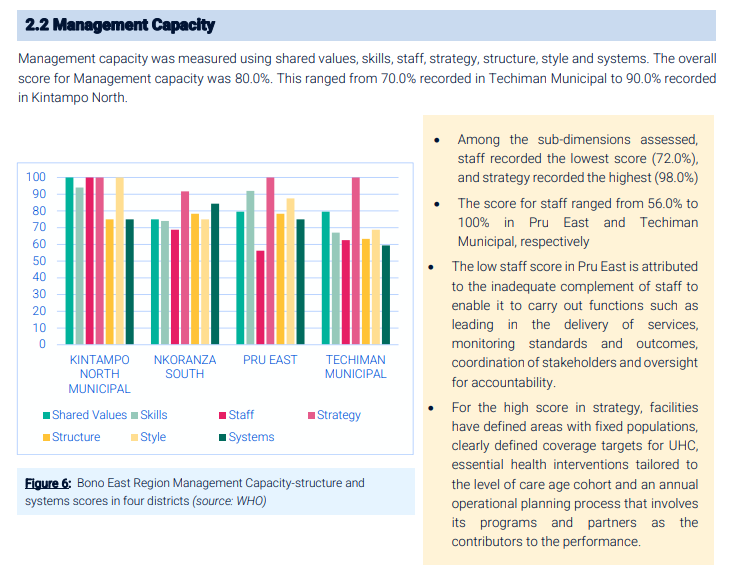 2.2 Management Capacity
Management capacity was measured using shared values, skills, staff, strategy, structure, style and systems. The overall
score for Management capacity was 80.0%. This ranged from 70.0% recorded in Techiman Municipal to 90.0% recorded
in Kintampo North.
100
90
80
70
60
50
40
30
20
10
0
KINTAMPO
NORTH
MUNICIPAL
NKORANZA
SOUTH
PRU EAST
TECHIMAN
MUNICIPAL
Shared Values
Skills
Staff
Strategy
Structure
Style
Systems
Figure 6: Bono East Region Management Capacity-structure and
systems scores in four districts (source: WHO)
• Among the sub-dimensions assessed,
staff recorded the lowest score (72.0%),
and strategy recorded the highest (98.0%)
• The score for staff ranged from 56.0% to
100% in Pru East and Techiman
Municipal, respectively
• The low staff score in Pru East is attributed
to the inadequate complement of staff to
enable it to carry out functions such as
leading in the delivery of services,
monitoring standards and outcomes,
coordination of stakeholders and oversight
for accountability.
• For the high score in strategy, facilities
have defined areas with fixed populations,
clearly defined coverage targets for UHC,
essential health interventions tailored to
the level of care age cohort and an annual
operational planning process that involves
its programs and partners as the
contributors to the performance.